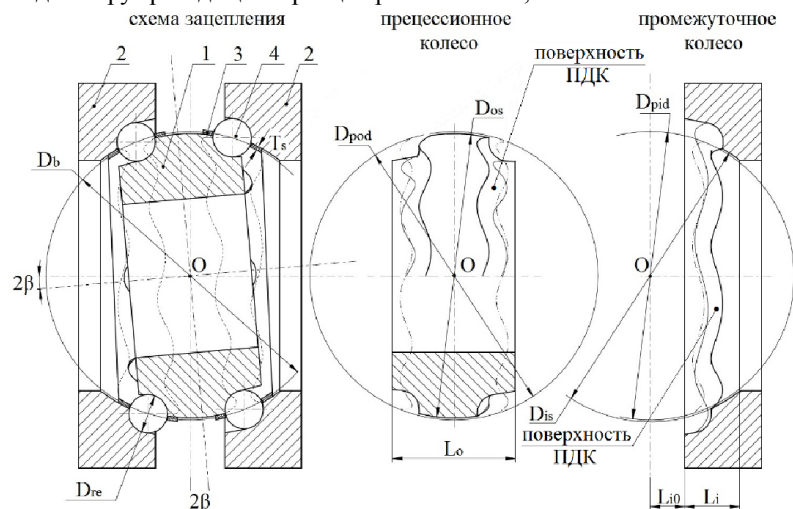 схема зацепления
прецессионное
колесо
промежуточное
колесо
2
1
3
4
2
поверхность
ПДК
Dpod
Dos
Dpid
Ts
Db
O
O
O
2β
Dis
поверхность
ПДК
Dre
Lo
2β
Li0
Li